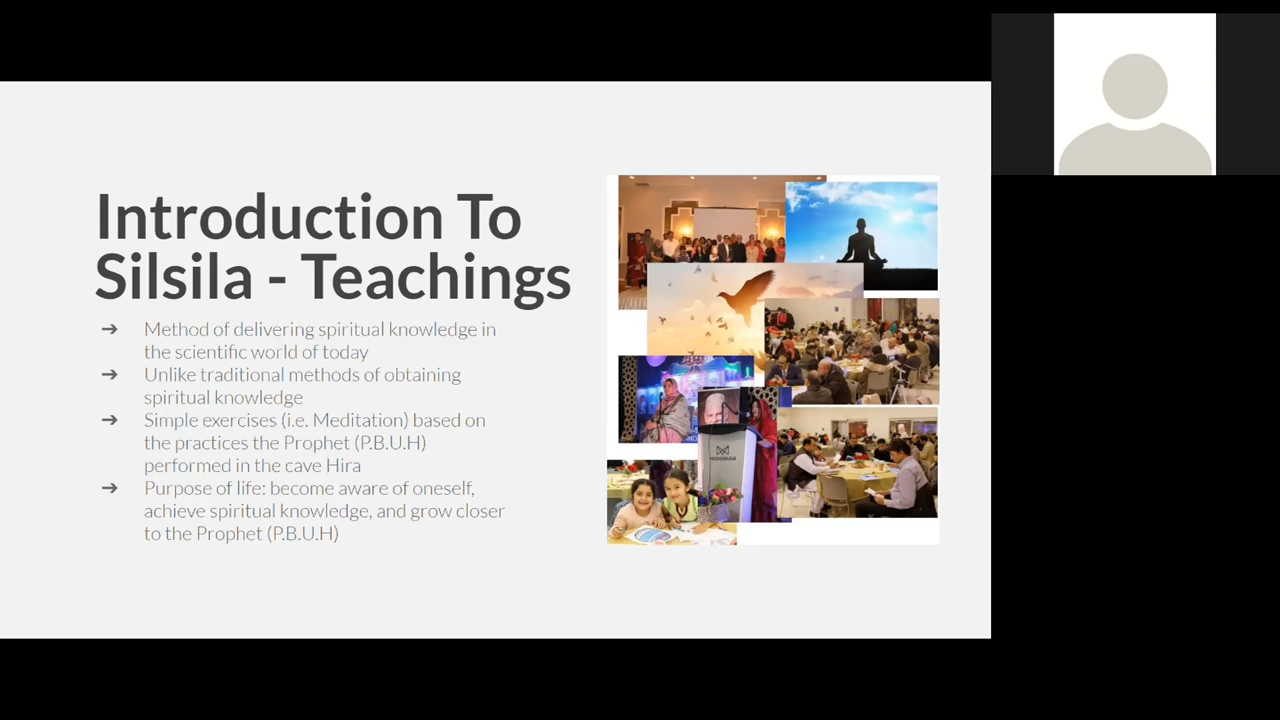 Introduction To
Silsila - Teachings
➔ Method of delivering spiritual knowledge in
the scientific world of today
➔ Unlike traditional methods of obtaining
spiritual knowledge
➔ Simple exercises (i.e. Meditation) based on
the practices the Prophet (P.B.U.H)
performed in the cave Hira
➔ Purpose of life: become aware of oneself,
achieve spiritual knowledge, and grow closer
to the Prophet (P.B.U.H)